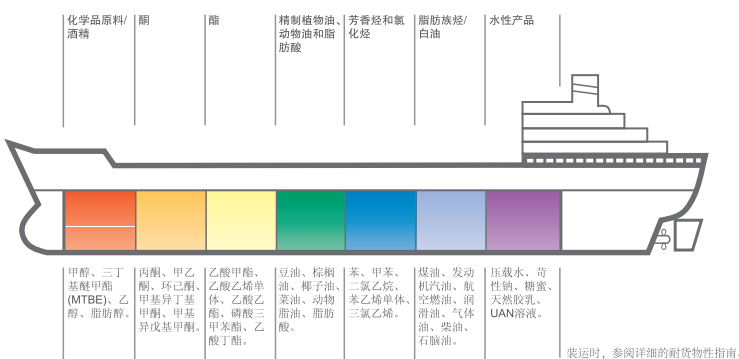 化学品原料/
酒精
酮
酯
精制植物油、
动物油和脂
肪酸
芳香烃和氯
化烃
脂肪族烃/
白油
水性产品
甲醇、三丁
基醚甲酯
(MTBE)、乙
醇、脂肪醇。
丙酮、甲乙
酮、环己酮、
甲基异丁基
甲酮、甲基
异戊基甲酮。
乙酸甲酯、
乙酸乙烯单
体、乙酸乙
酯、磷酸三
甲苯酯、乙
酸丁酯。
豆油、棕榈
油、椰子油、
菜油、动物
脂油、脂肪
酸。
苯、甲苯、
二氯乙烷、
苯乙烯单体、
三氯乙烯。
煤油、发动
机汽油、航
空燃油、润
滑油、气体
油、柴油、
石脑油。
压载水、苛
性钠、糖蜜、
天然胶乳、
UAN溶液。
装运时，参阅详细的耐货物性指南